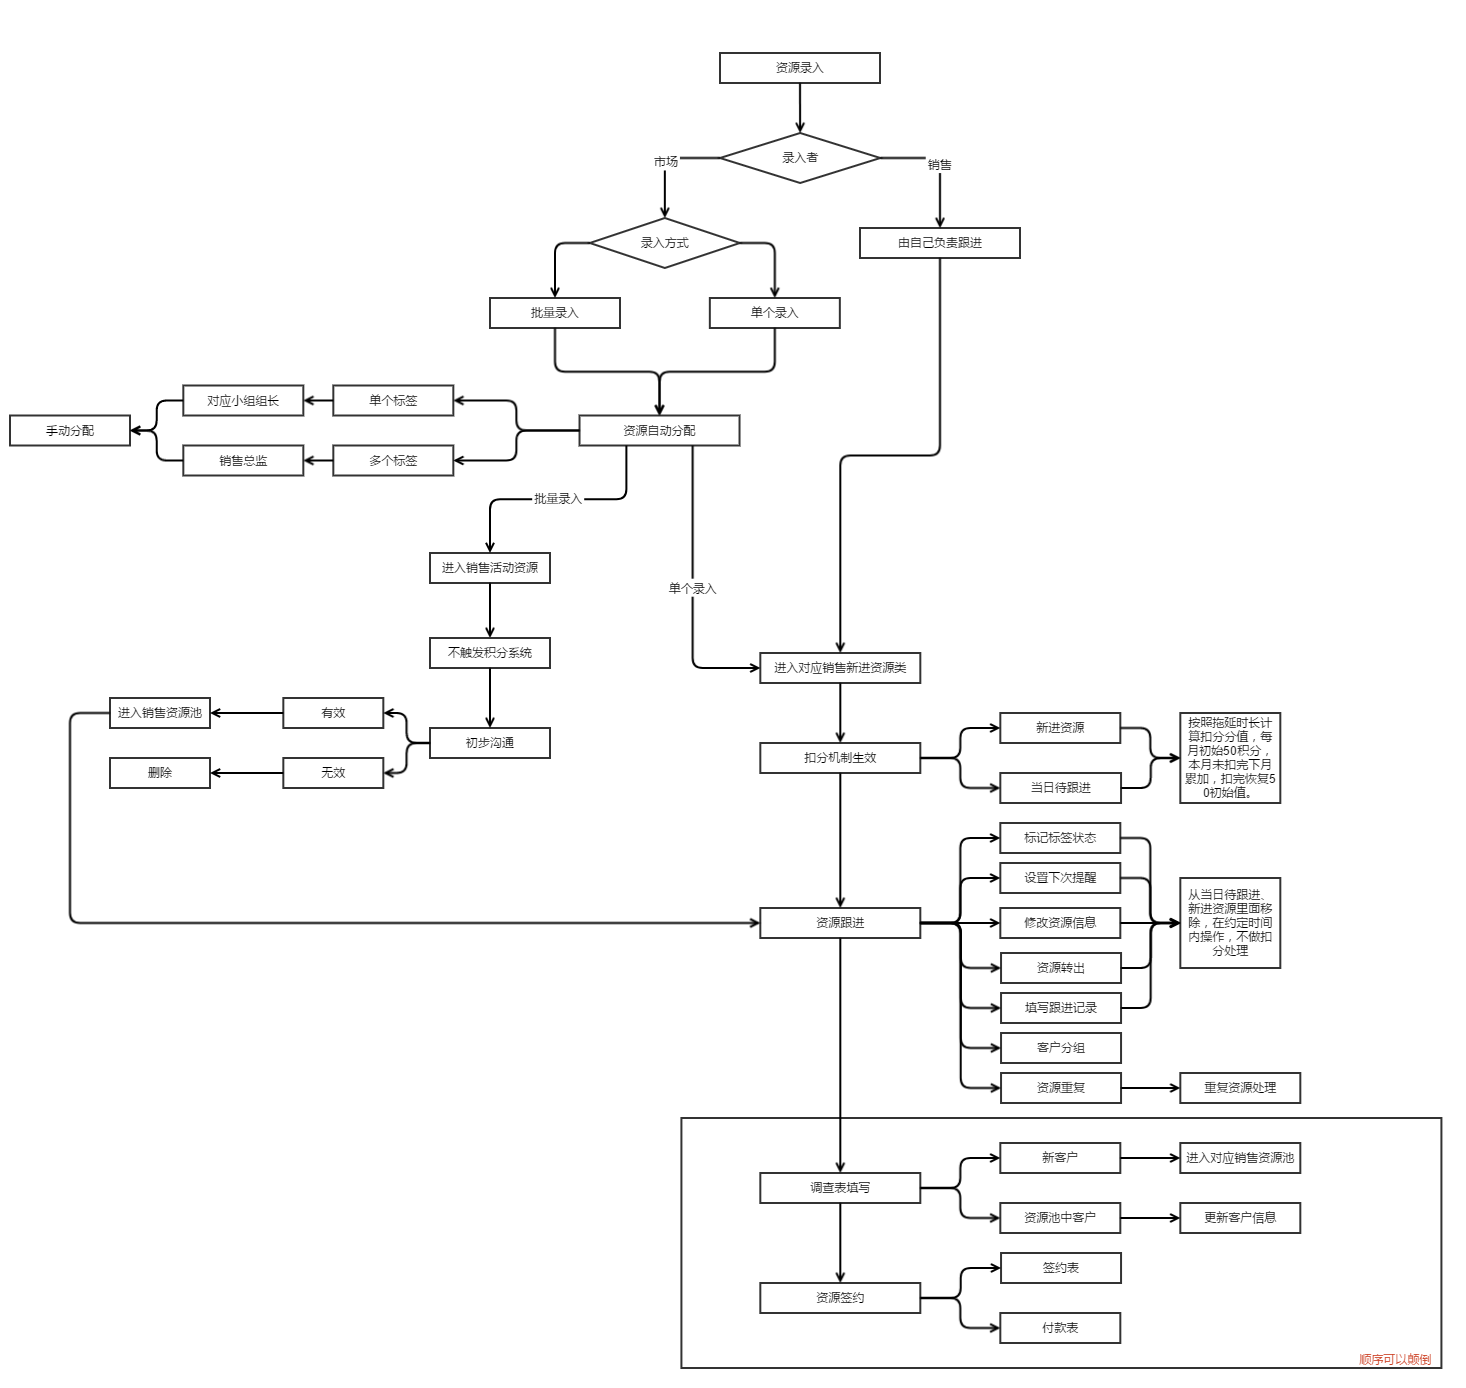 资源录入
录入者
市场
销售
录入方式
由自己负责跟进
批量录入
单个录入
对应小组组长
单个标签
手动分配
资源自动分配
销售总监
多个标签
批量录入
进入销售活动资源
单个录入
不触发积分系统
进入对应销售新进资源类
进入销售资源池
有效
初步沟通
删除
无效
扣分机制生效
新进资源
当日待跟进
按照拖延时长计
算扣分分值，每
月初始50积分，
本月未扣完下月
累加，扣完恢复5
0初始值。
标记标签状态
设置下次提醒
资源跟进
修改资源信息
资源转出
填写跟进记录
客户分组
资源重复
从当日待跟进、
新进资源里面移
除，在约定时间
内操作，不做扣
分处理
重复资源处理
新客户
进入对应销售资源池
调查表填写
资源池中客户
更新客户信息
签约表
资源签约
付款表
顺序可以颠倒